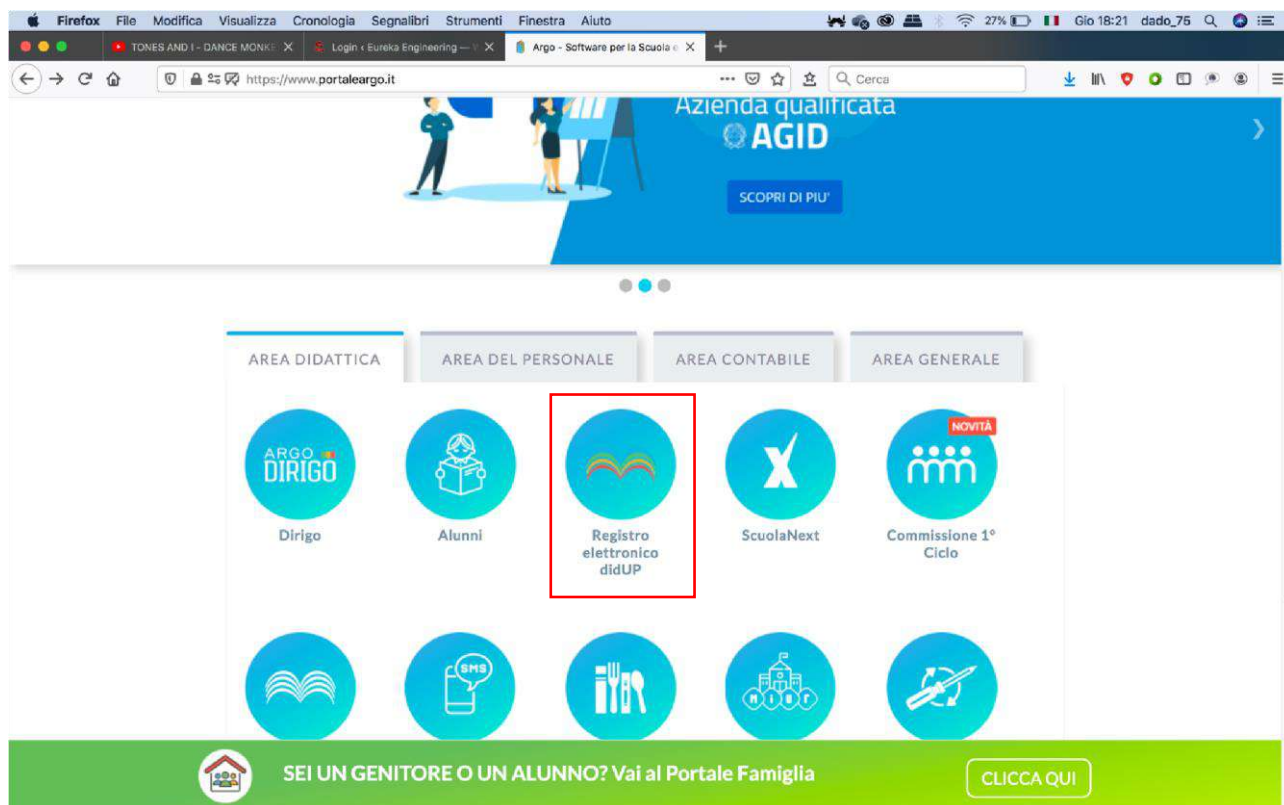 Firefox File Modifica Visualizza Cronologia Segnalibri Strumenti Finestra Aiuto 27% Gio 18:21 dado_75
TONES AND I - DANCE MONKE
Login ‹ Eureka Engineering —
Argo - Software per la Scuola e
https://www.portaleargo.it
Cerca
Azienda qualificata
AGID
SCOPRI DI PIU'
AREA DIDATTICA
AREA DEL PERSONALE
AREA CONTABILE
AREA GENERALE
ARGO
DIRIGO
NOVITÀ
Dirigo
Alunni
Registro
elettronico
didUP
ScuolaNext
Commissione 1°
Ciclo
SMS
MIUR
SEI UN GENITORE O UN ALUNNO? Vai al Portale Famiglia
CLICCA QUI